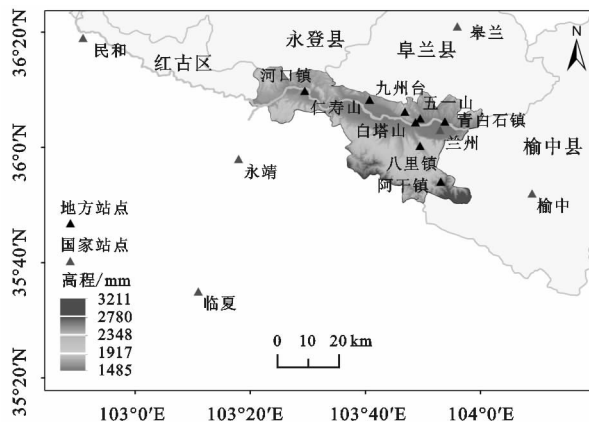 36°20′N
36°0′N
35°40′N
35°20′N
民和
红古区
永登县
皋兰
阜兰县
N
河口镇
九州台
仁寿山
五一山
青白石镇
白塔山
兰州
榆中县
八里镇
永靖
阿干镇
榆中
地方站点
国家站点
高程/mm
3211
2780
2348
1917
1485
临夏
0 10 20 km
103°0′E
103°20′E
103°40′E
104°0′E